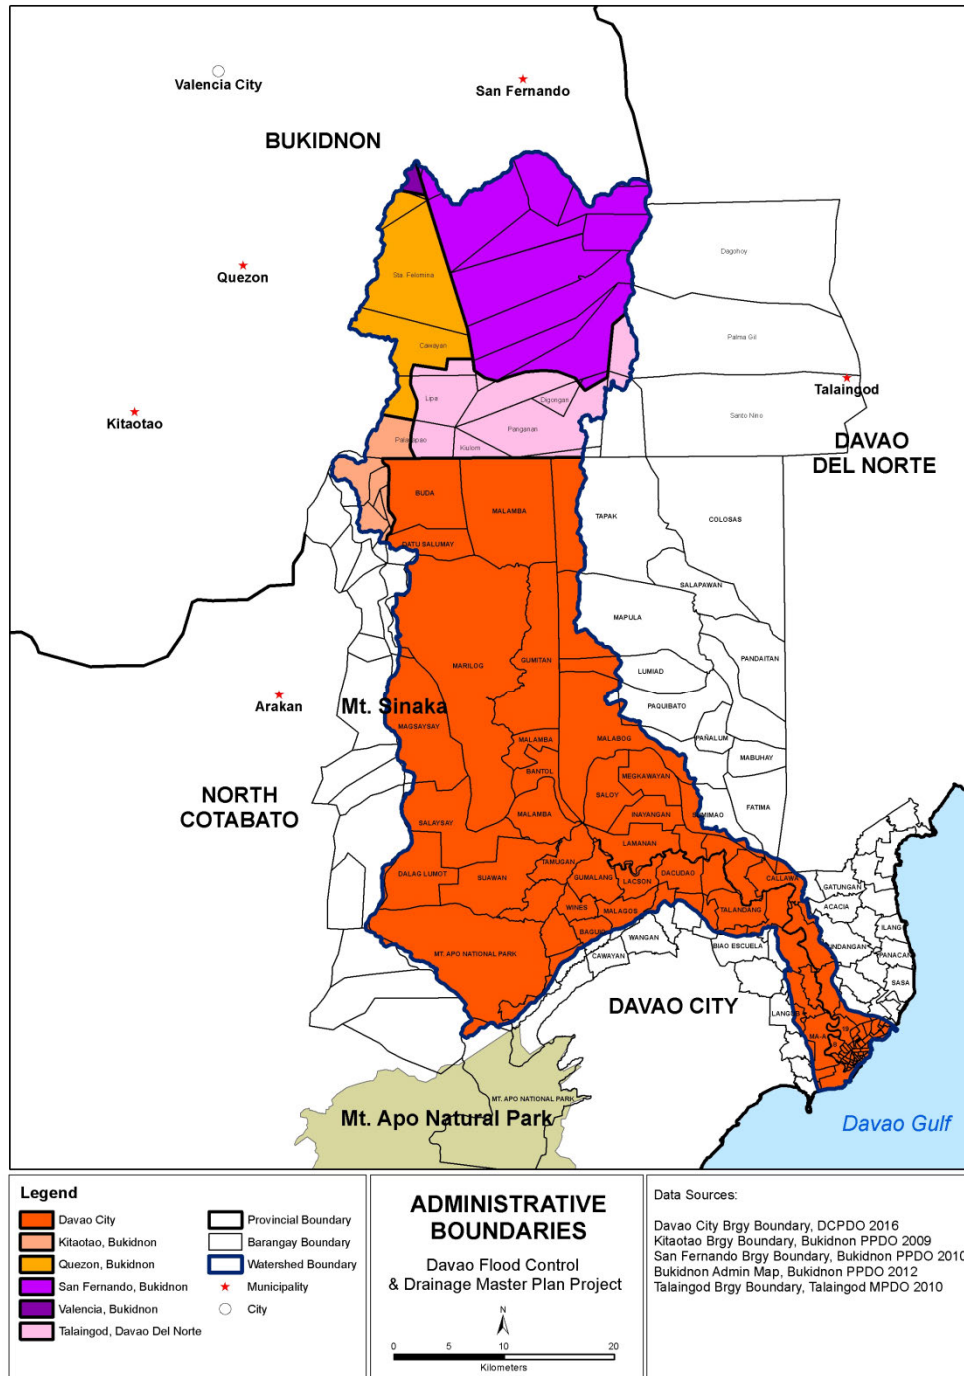 Valencia City
San Fernando
BUKIDNON
Dagohoy
Sta. Felomina
Quezon
Palma Gil
Cawayan
Talaingod
Lipa
Digongan
Kitaotao
Santo Nino
Panganan
DAVAO
DEL NORTE
Kiulom
BUDA
MALAMBA
TAPAK
COLOSAS
DATU SALUMAY
SALAPAWAN
MAPULA
PANDAITAN
MARILOG
GUMITAN
LUMIAD
Arakan
Mt. Sinaka
PAQUIBATO
MAGSAYSAY
MALAMBA
MALABOG
PAÑALUM
MABUHAY
BANTOL
MEGKAWAYAN
NORTH
COTABATO
SALOY
FATIMA
SALAYSAY
MALAMBA
INAYANGAN
LAMANAN
TAMUGAN
DALAG LUMOT
SUAWAN
GUMALANG
LACSON
DACUDAO
CALLAWA
GATUNGAN
WINES
MALAGOS
TALANDANG
ACACIA
BAGUIO
WANGAN
ILANG
MT. APO NATIONAL PARK
CAWAYAN
BIAO ESCUELA
PANACAN
SASA
DAVAO CITY
MA-A
19
MT. APO NATIONAL PARK
Mt. Apo Natural Park
Davao Gulf
Legend
Davao City
Kitaotao, Bukidnon
Quezon, Bukidnon
San Fernando, Bukidnon
Valencia, Bukidnon
Talaingod, Davao Del Norte
Provincial Boundary
Barangay Boundary
Watershed Boundary
Municipality
City
ADMINISTRATIVE
BOUNDARIES
Davao Flood Control
& Drainage Master Plan Project
N
0 5 10 20
Kilometers
Data Sources:
Davao City Brgy Boundary, DCPDO 2016
Kitaotao Brgy Boundary, Bukidnon PPDO 2009
San Fernando Brgy Boundary, Bukidnon PPDO 2010
Bukidnon Admin Map, Bukidnon PPDO 2012
Talaingod Brgy Boundary, Talaingod MPDO 2010